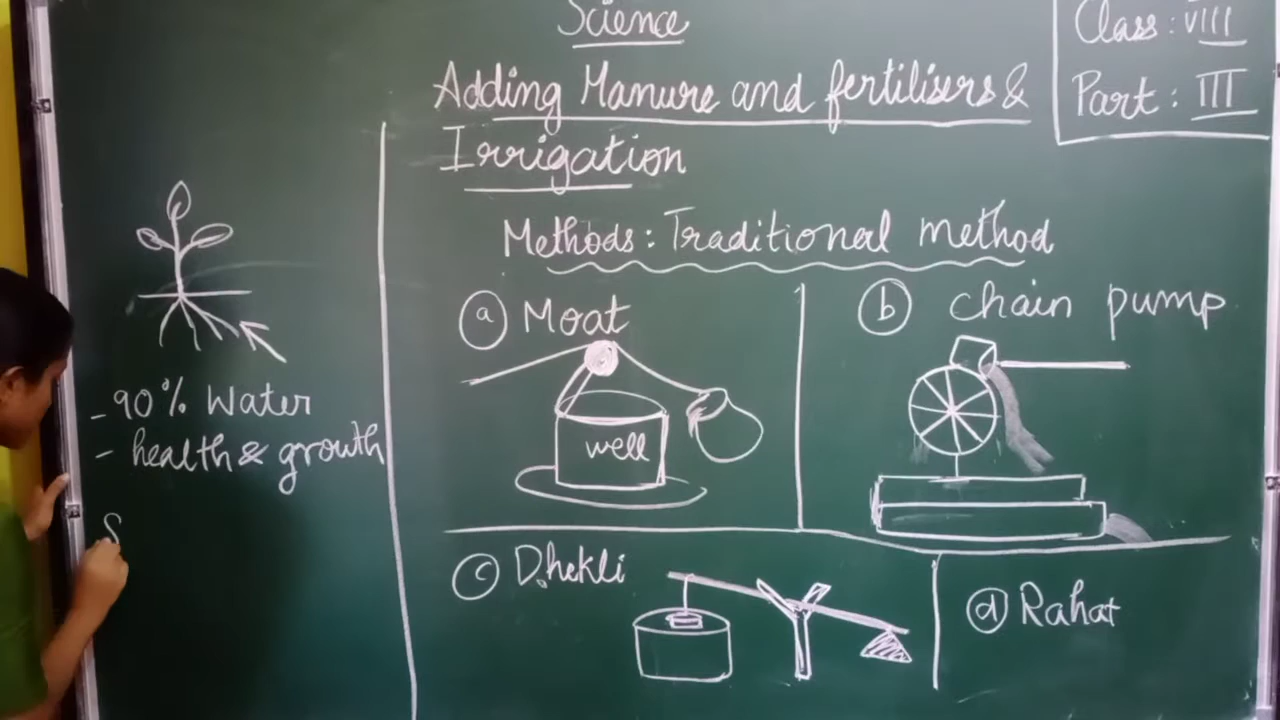 Science
Class: VIII
Part: III
Adding Manure and fertilisers &
Irrigation
Methods: Traditional method
- 90% Water
- health & growth
S
a Moat
well
b chain pump
c Dhekli
d Rahat